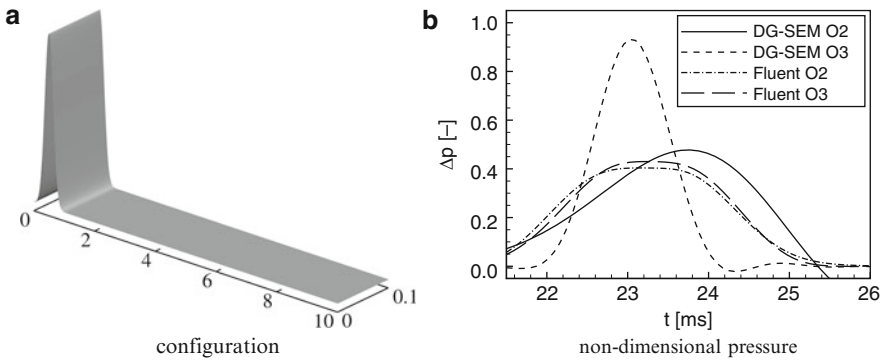 a
0
2
4
6
8
10
0
0.1
configuration
b
1.0
0.8
0.6
0.4
0.2
0.0
Δp [–]
DG-SEM O2
DG-SEM O3
Fluent O2
Fluent O3
22
23
24
25
26
t [ms]
non-dimensional pressure